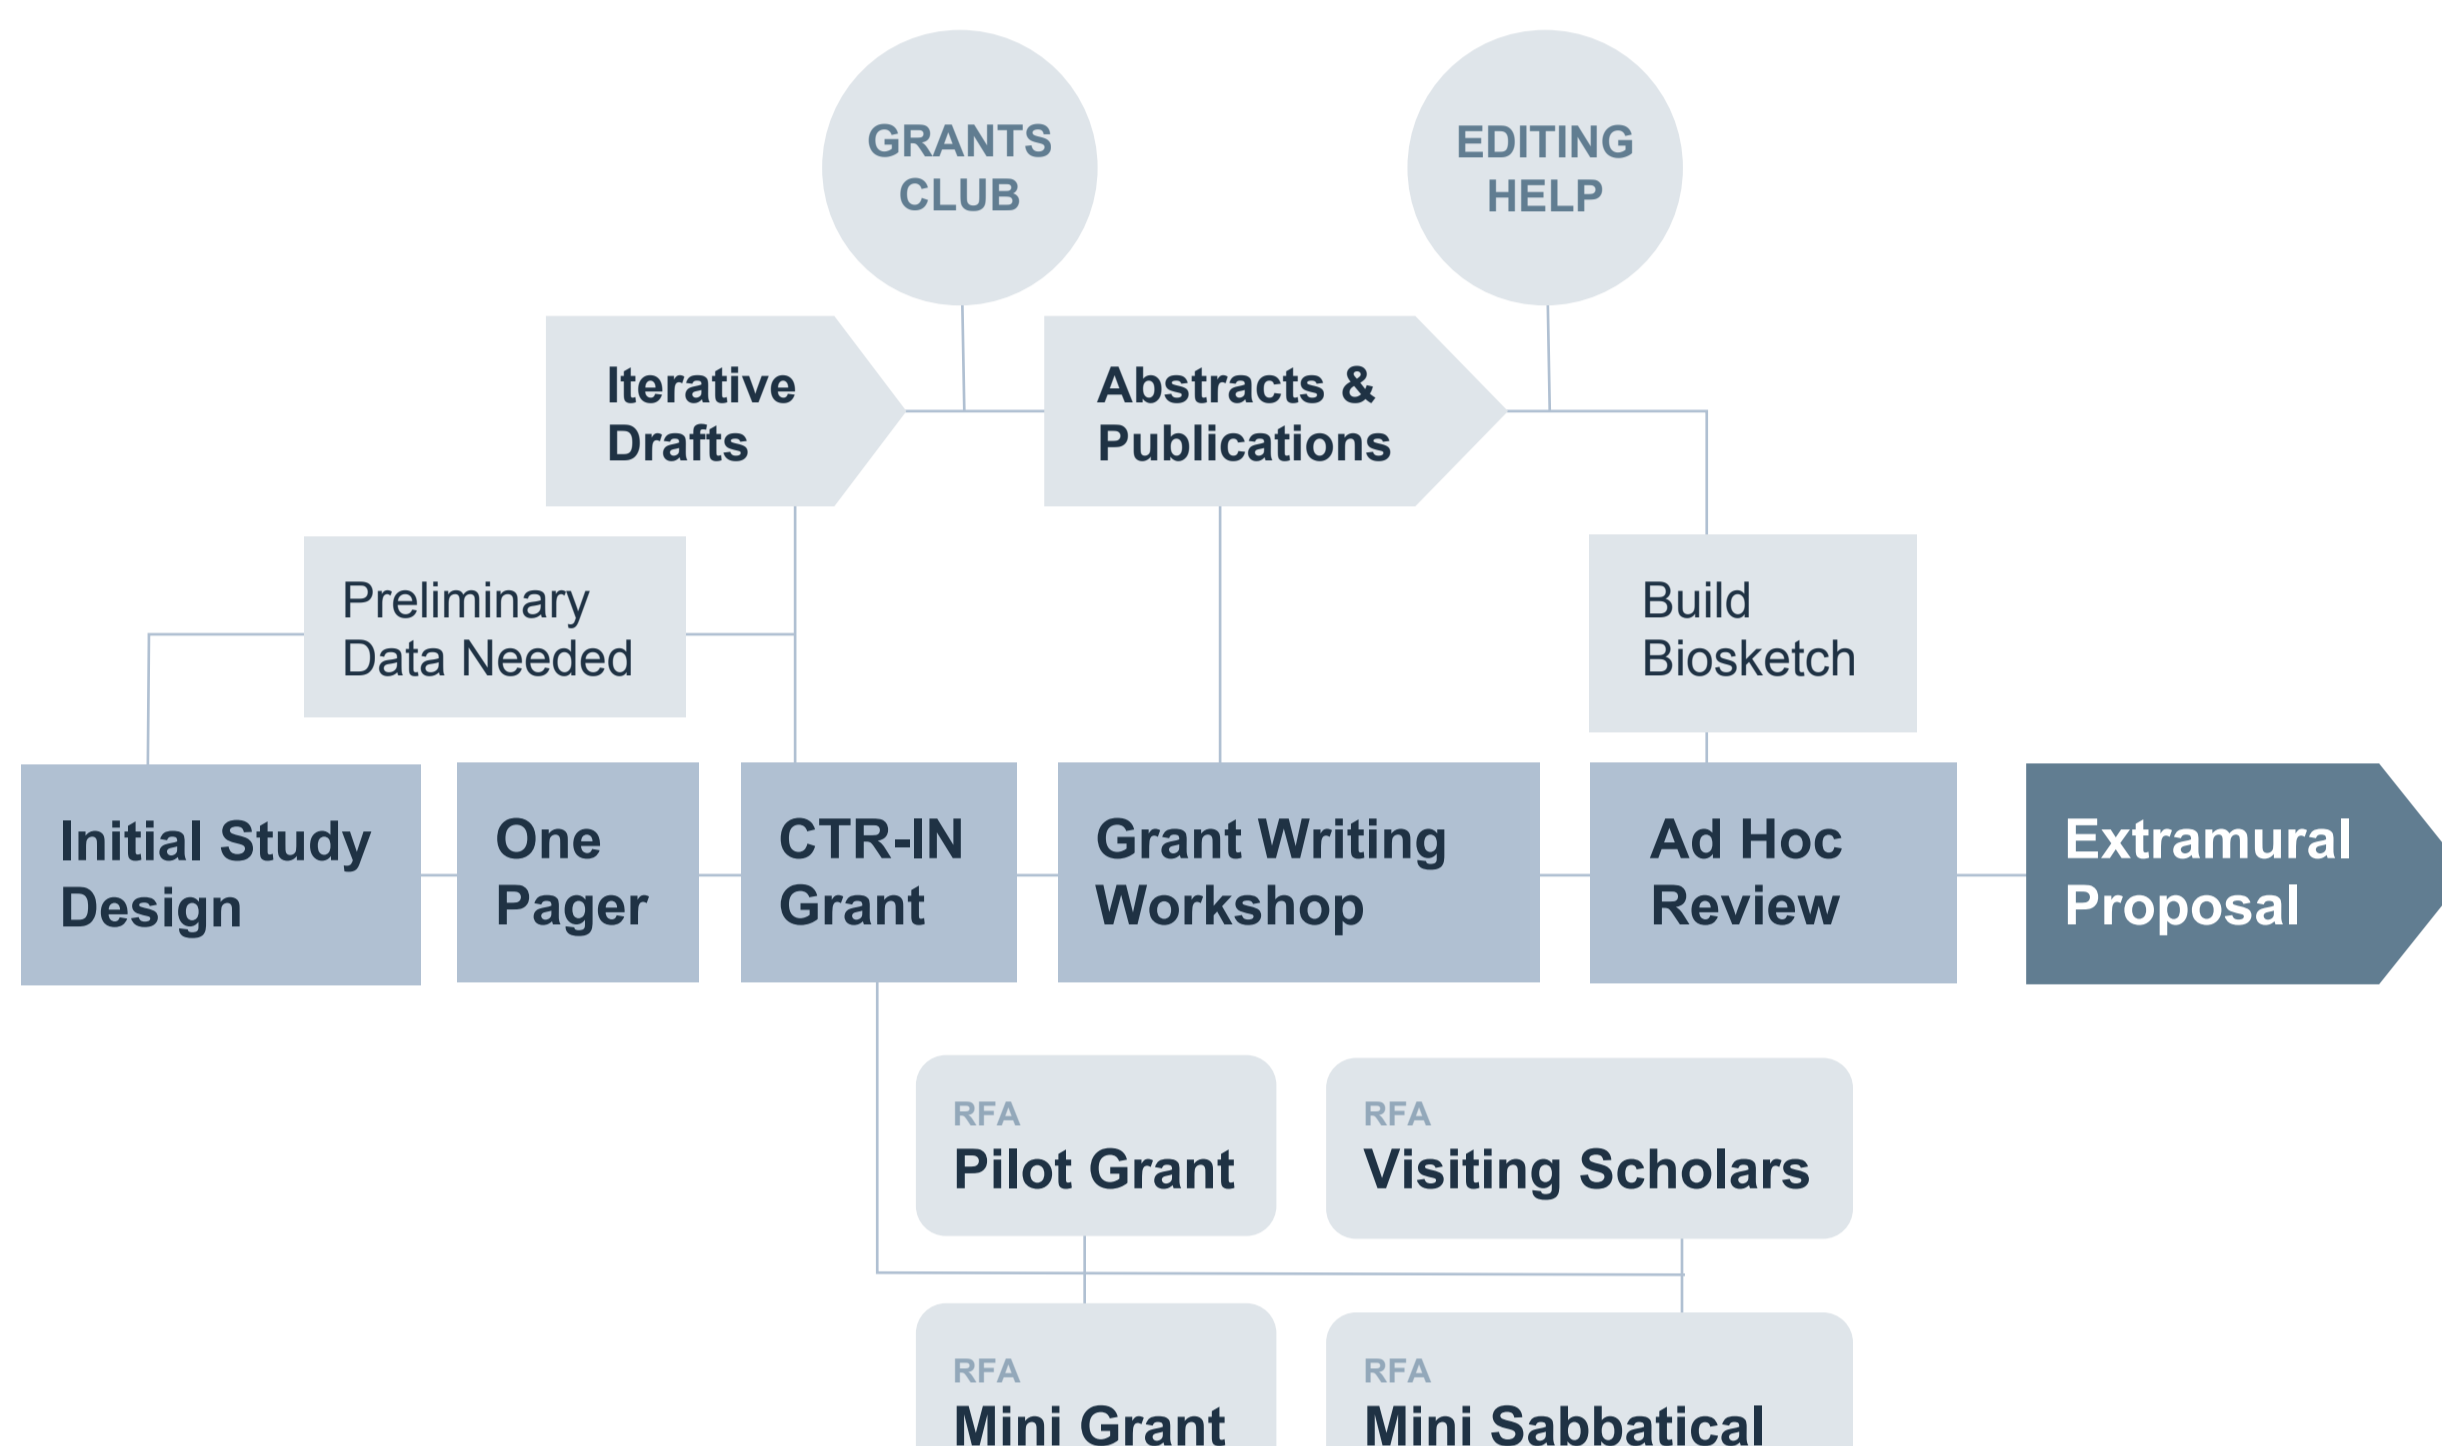 GRANTS
CLUB
EDITING
HELP
Iterative
Drafts
Abstracts &
Publications
Preliminary
Data Needed
Build
Biosketch
Initial Study
Design
One
Pager
CTR-IN
Grant
Grant Writing
Workshop
Ad Hoc
Review
Extramural
Proposal
RFA
Pilot Grant
RFA
Visiting Scholars
RFA
Mini Grant
RFA
Mini Sabbatical